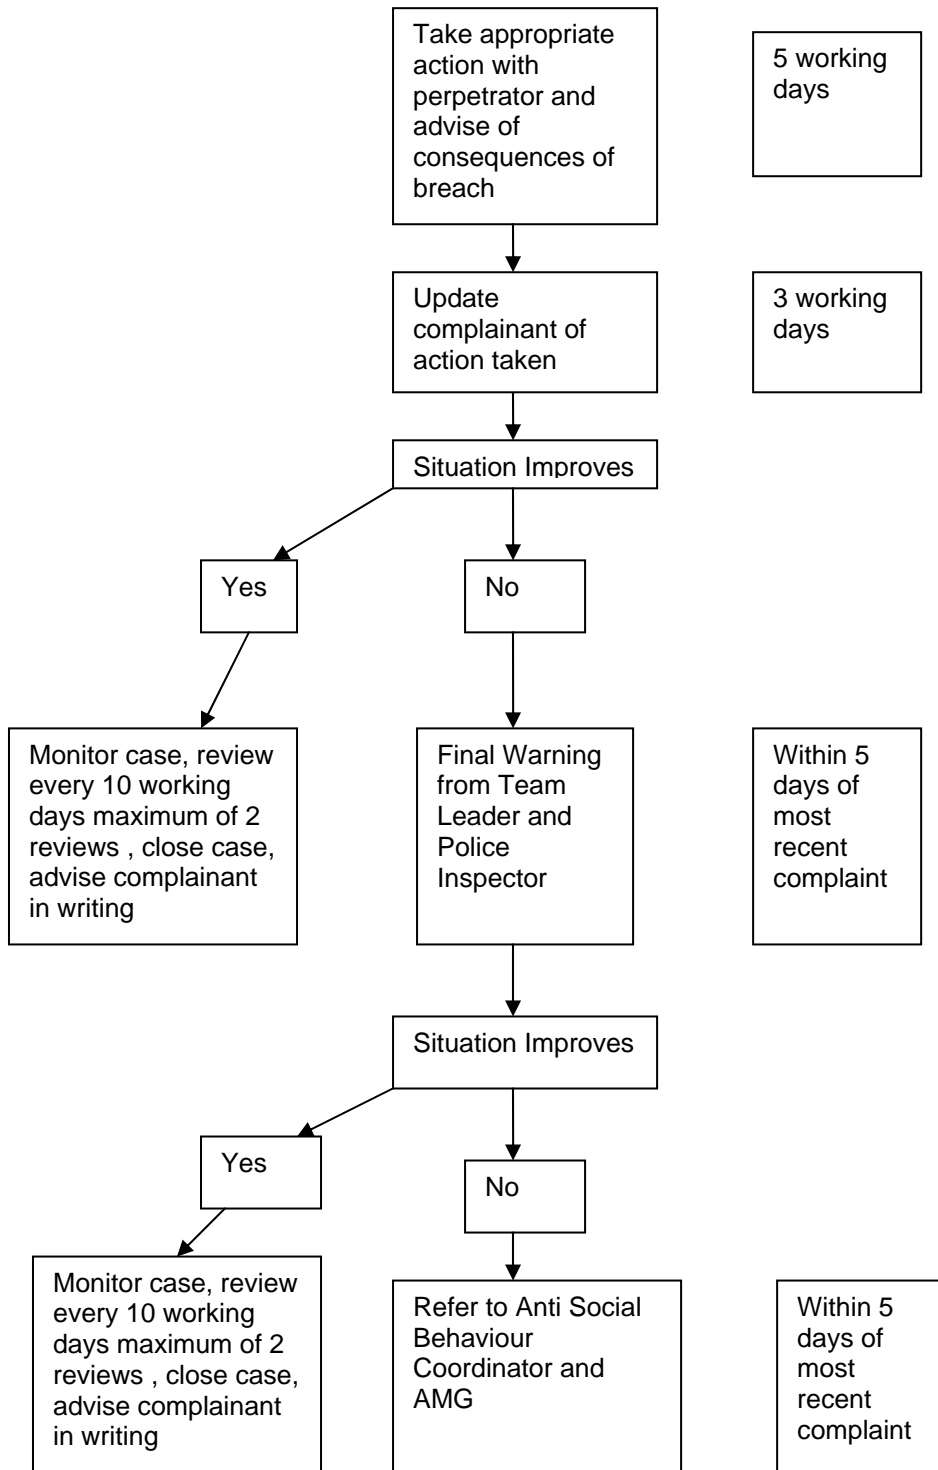 Take appropriate
action with
perpetrator and
advise of
consequences of
breach
5 working
days
Update
complainant of
action taken
3 working
days
Situation Improves
Yes
No
Monitor case, review
every 10 working
days maximum of 2
reviews , close case,
advise complainant
in writing
Final Warning
from Team
Leader and
Police
Inspector
Within 5
days of
most
recent
complaint
Situation Improves
Yes
No
Monitor case, review
every 10 working
days maximum of 2
reviews , close case,
advise complainant
in writing
Refer to Anti Social
Behaviour
Coordinator and
AMG
Within 5
days of
most
recent
complaint